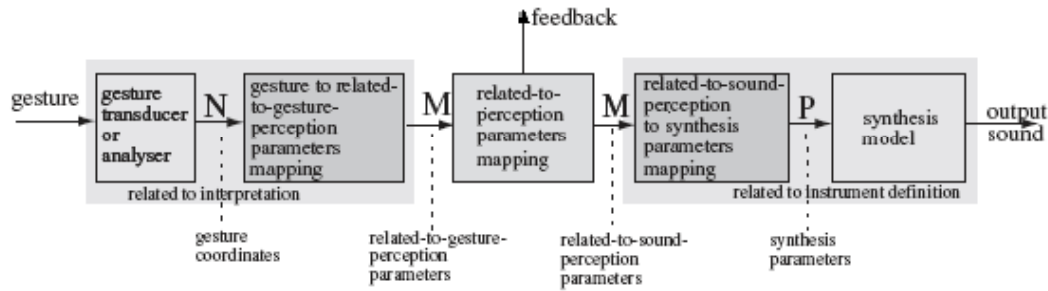 feedback
gesture
gesture
transducer
or
analyser
N
gesture to related-
to-gesture-
perception
parameters
mapping
related to interpretation
M
related-to-
perception
parameters
mapping
M
related-to-sound-
perception
to synthesis
parameters
mapping
P
synthesis
model
related to instrument definition
output
sound
gesture
coordinates
related-to-gesture-
perception
parameters
related-to-sound-
perception
parameters
synthesis
parameters